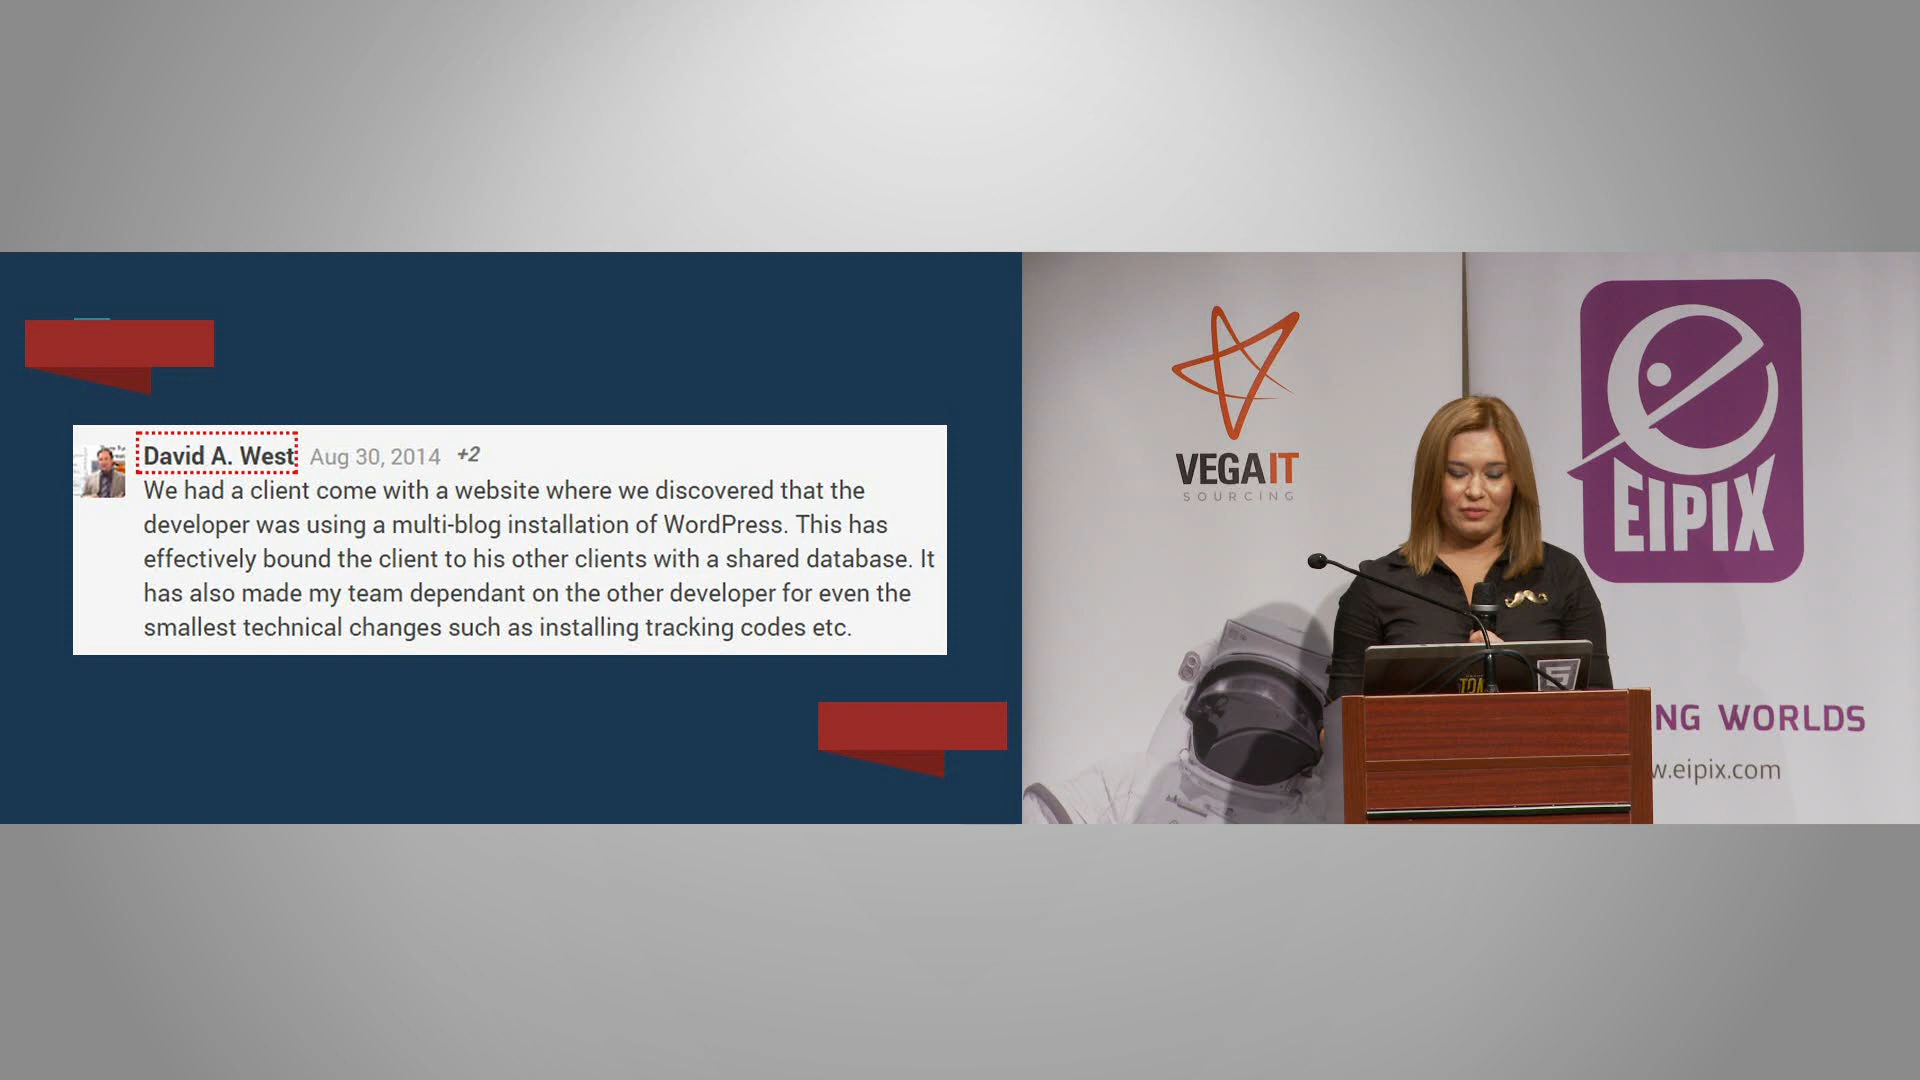 David A. West Aug 30, 2014 +2
We had a client come with a website where we discovered that the
developer was using a multi-blog installation of WordPress. This has
effectively bound the client to his other clients with a shared database. It
has also made my team dependant on the other developer for even the
smallest technical changes such as installing tracking codes etc.
VEGAIT
SOURCING
EIPIX
NG WORLDS
w.eipix.com